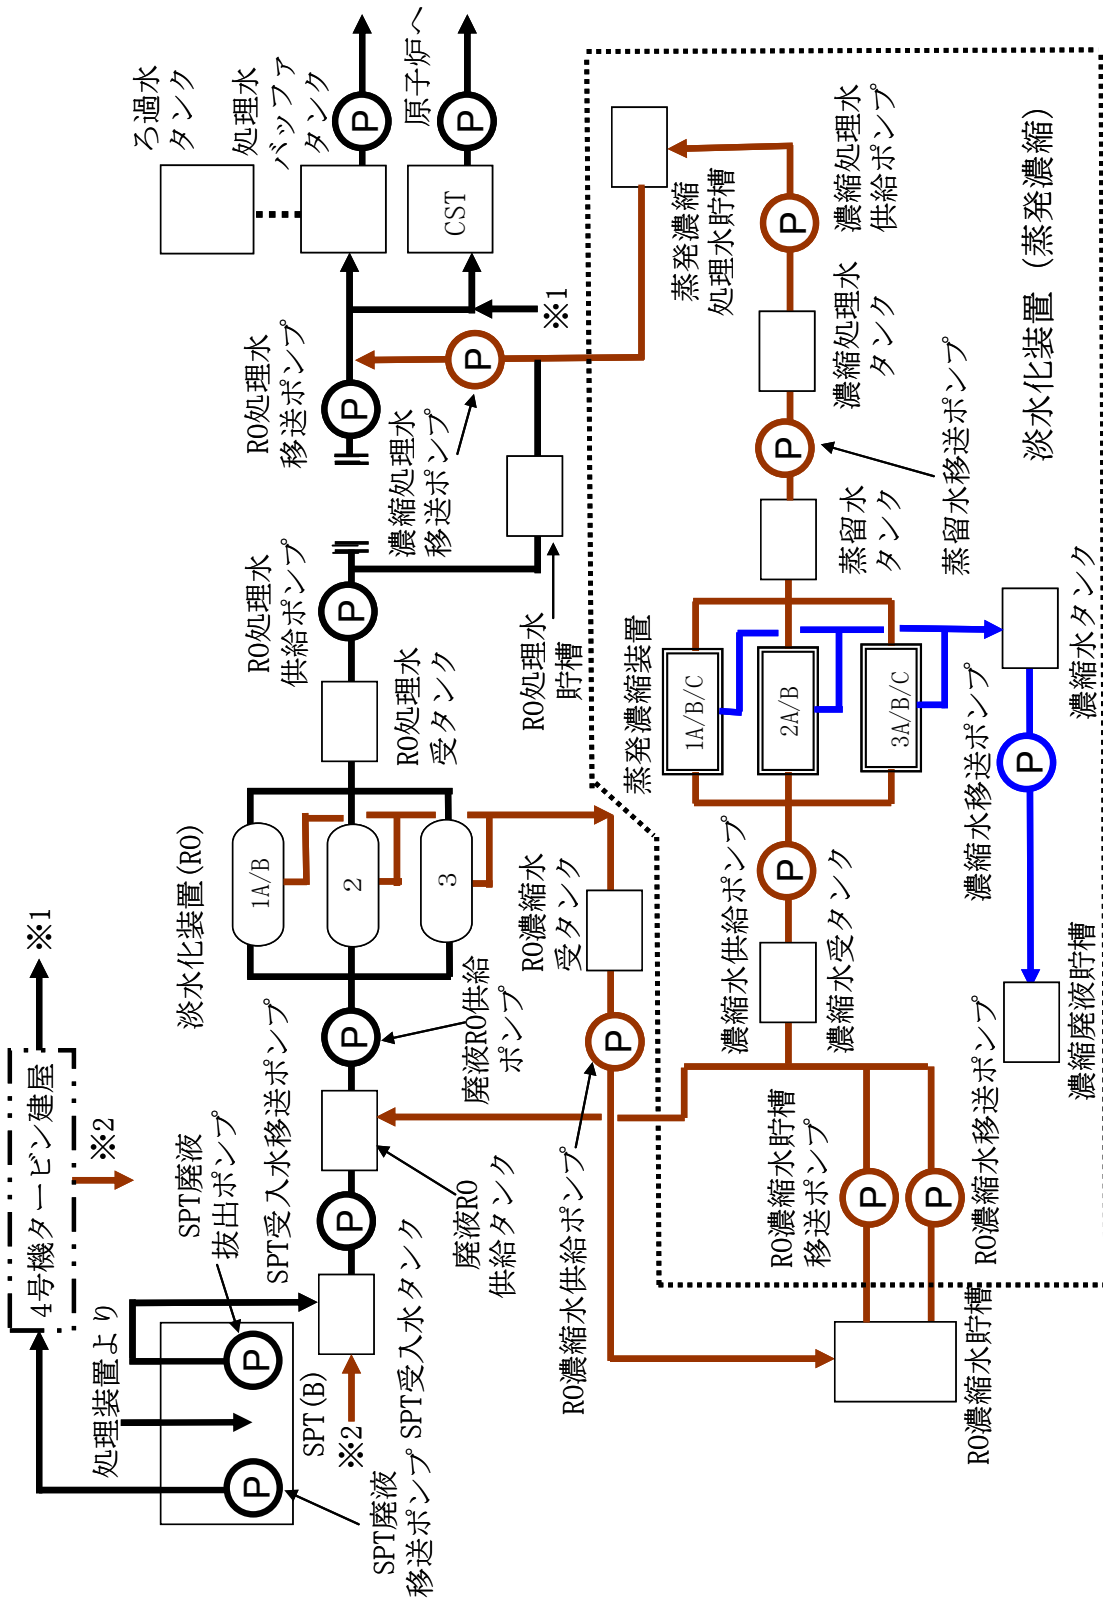 4号機タービン建屋
※1
※2
処理装置より
SPT廃液
抜出ポンプ
P
P
SPT(B)
※2
SPT廃液
移送ポンプ
SPT受入水タンク
SPT受入水移送ポンプ
P
廃液RO
供給タンク
廃液RO供給
ポンプ
P
淡水化装置(RO)
1A/B
2
3
RO処理水
受タンク
RO処理水
供給ポンプ
P
RO処理水
貯槽
RO処理水
移送ポンプ
P
濃縮処理水
移送ポンプ
P
※1
ろ過水
タンク
処理水
バッファ
タンク
P
CST
P
原子炉へ
RO濃縮水
受タンク
RO濃縮水供給ポンプ
P
RO濃縮水貯槽
RO濃縮水貯槽
移送ポンプ
P
P
RO濃縮水移送ポンプ
濃縮水受タンク
濃縮水供給ポンプ
P
蒸発濃縮装置
1A/B/C
2A/B
3A/B/C
蒸留水
タンク
蒸留水移送ポンプ
P
濃縮処理水
タンク
濃縮処理水
供給ポンプ
P
蒸発濃縮
処理水貯槽
濃縮水タンク
濃縮水移送ポンプ
P
濃縮廃液貯槽
淡水化装置(蒸発濃縮)